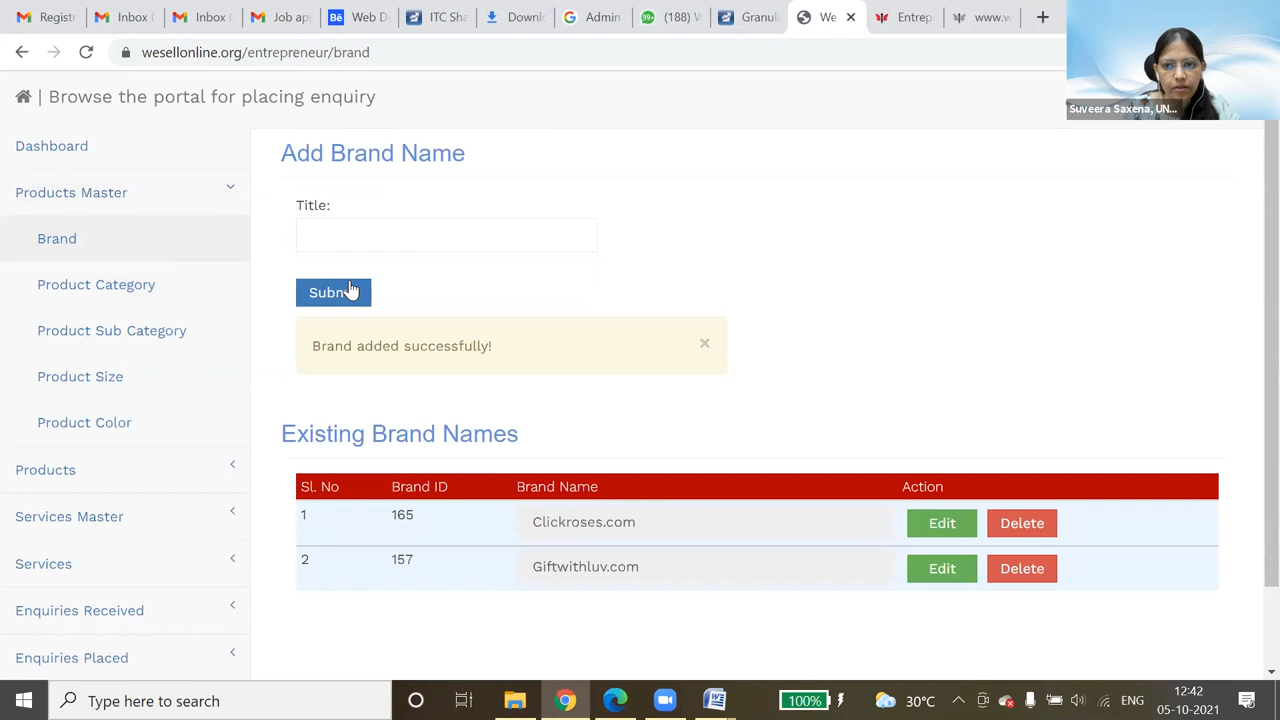 Registr
Inbox (
Inbox (
Job app
Web D
ITC Sha
Downlo
Admin
(188) W
Granul
We
Entrep
www.w
wesellonline.org/entrepreneur/brand
Suveera Saxena, UN...
| Browse the portal for placing enquiry
Dashboard
Products Master
Brand
Product Category
Product Sub Category
Product Size
Product Color
Products
Services Master
Services
Enquiries Received
Enquiries Placed
Add Brand Name
Title:
Submit
Brand added successfully!
Existing Brand Names
Sl. No Brand ID Brand Name Action
1 165 Clickroses.com Edit Delete
2 157 Giftwithluv.com Edit Delete
Type here to search
100%
30°C
ENG
12:42
05-10-2021